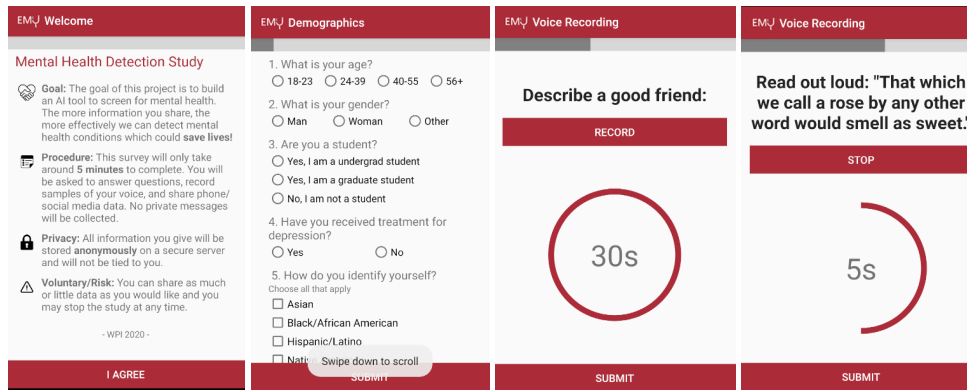 EMU Welcome
Mental Health Detection Study
Goal: The goal of this project is to build
an AI tool to screen for mental health.
The more information you share, the
more effectively we can detect mental
health conditions which could save lives!
Procedure: This survey will only take
around 5 minutes to complete. You will
be asked to answer questions, record
samples of your voice, and share phone/
social media data. No private messages
will be collected.
Privacy: All information you give will be
stored anonymously on a secure server
and will not be tied to you.
Voluntary/Risk: You can share as much
or little data as you would like and you
may stop the study at any time.
- WPI 2020 -
I AGREE
EMU Demographics
1. What is your age?
18-23 24-39 40-55 56+
2. What is your gender?
Man Woman Other
3. Are you a student?
Yes, I am a undergrad student
Yes, I am a graduate student
No, I am not a student
4. Have you received treatment for
depression?
Yes No
5. How do you identify yourself?
Choose all that apply
Asian
Black/African American
Hispanic/Latino
Swipe down to scroll
SUBMIT
EMU Voice Recording
Describe a good friend:
RECORD
30s
SUBMIT
EMU Voice Recording
Read out loud: "That which
we call a rose by any other
word would smell as sweet."
STOP
5s
SUBMIT